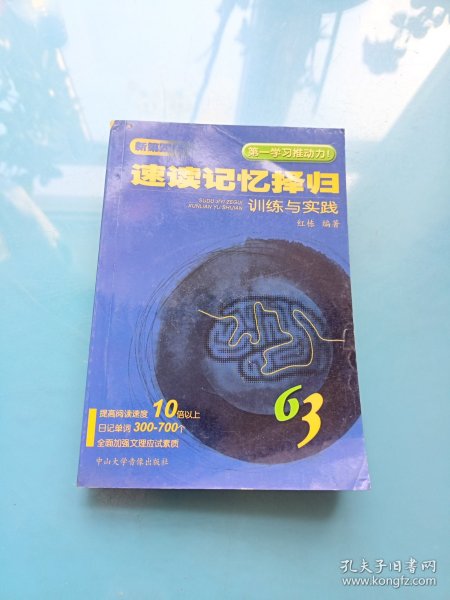 新第四
第一学习推动力!
速读记忆择归
SUDU JIYI ZEGUI
XUNLIAN YU SHIJIAN
训练与实践
红栋 编著
63
提高阅读速度 10倍以上
日记单词 300-700个
全面加强文理应试素质
中山大学音像出版社
孔夫子旧书网
www.kongfz.com